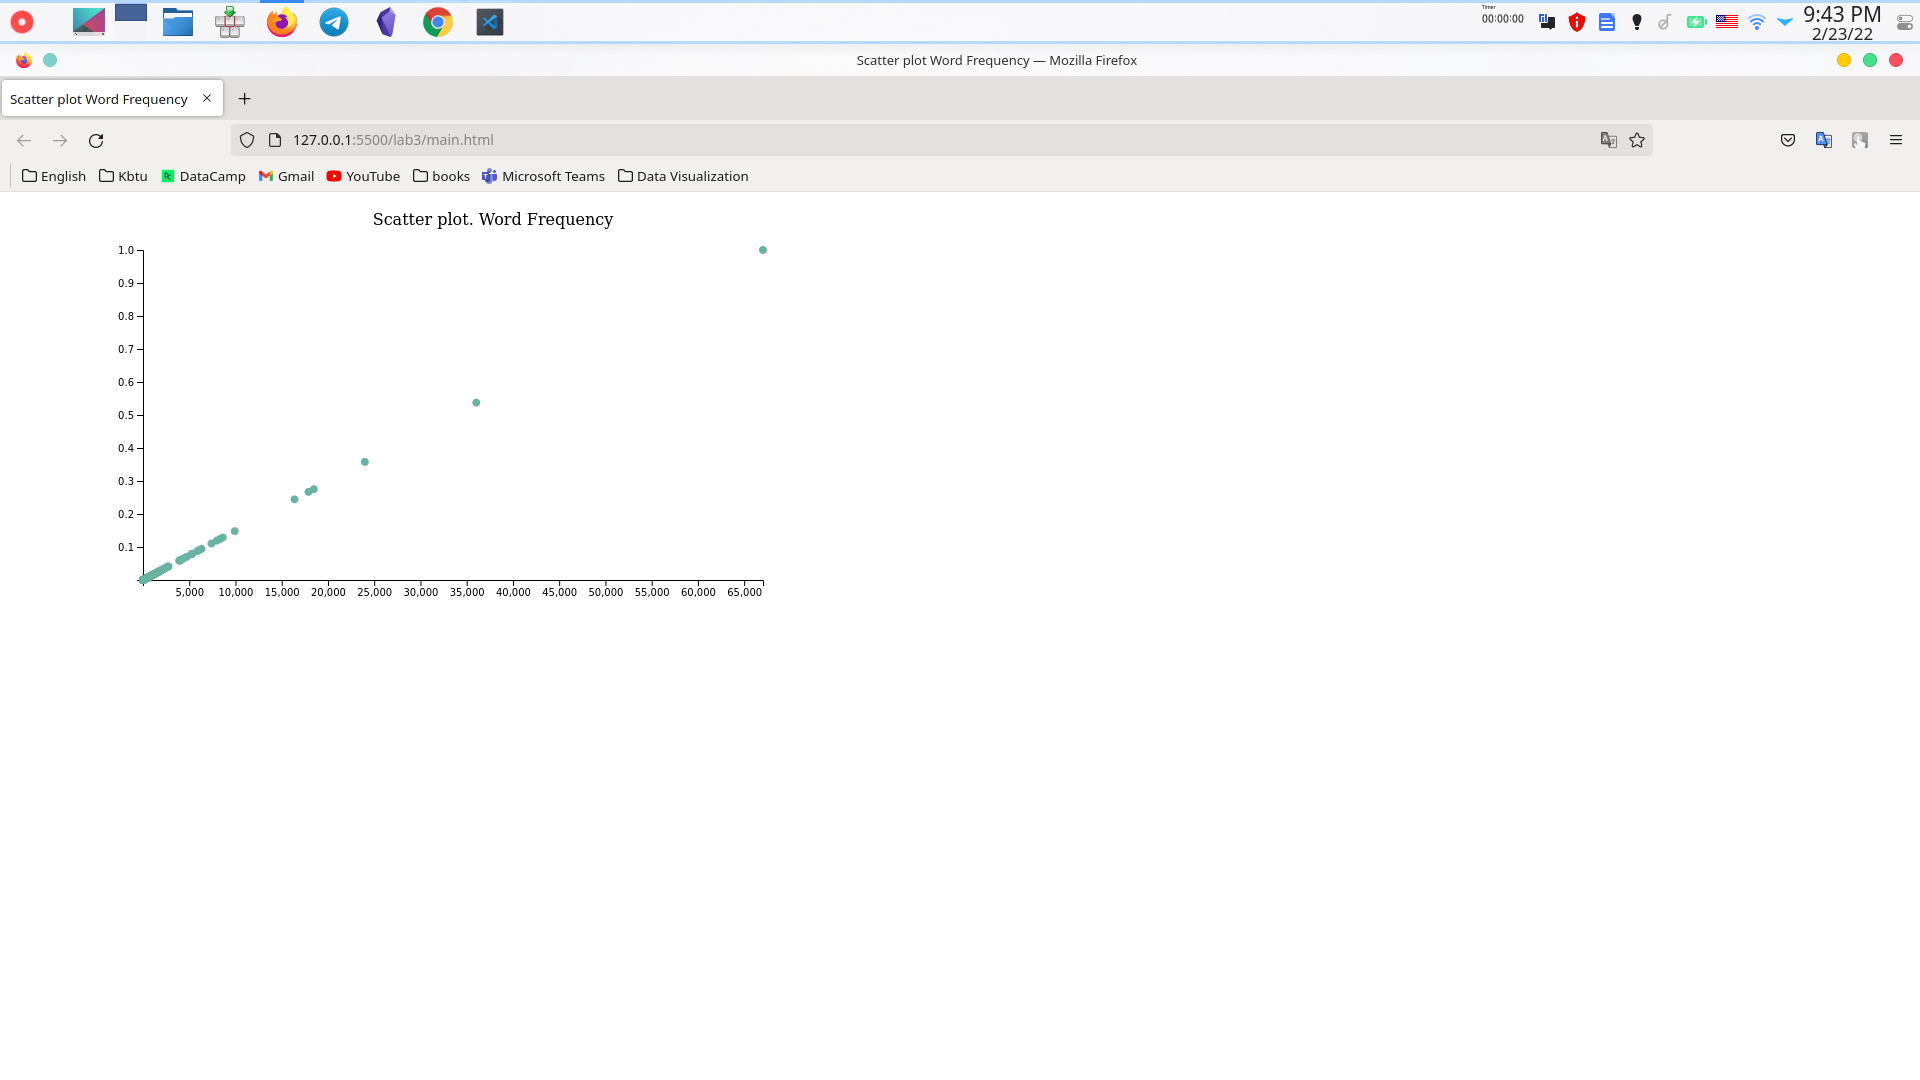 Timer
00:00:00
9:43 PM
2/23/22
Scatter plot Word Frequency — Mozilla Firefox
Scatter plot Word Frequency
127.0.0.1:5500/lab3/main.html
English Kbtu DataCamp Gmail YouTube books Microsoft Teams Data Visualization
Scatter plot. Word Frequency
1.0
0.9
0.8
0.7
0.6
0.5
0.4
0.3
0.2
0.1
5,000 10,000 15,000 20,000 25,000 30,000 35,000 40,000 45,000 50,000 55,000 60,000 65,000